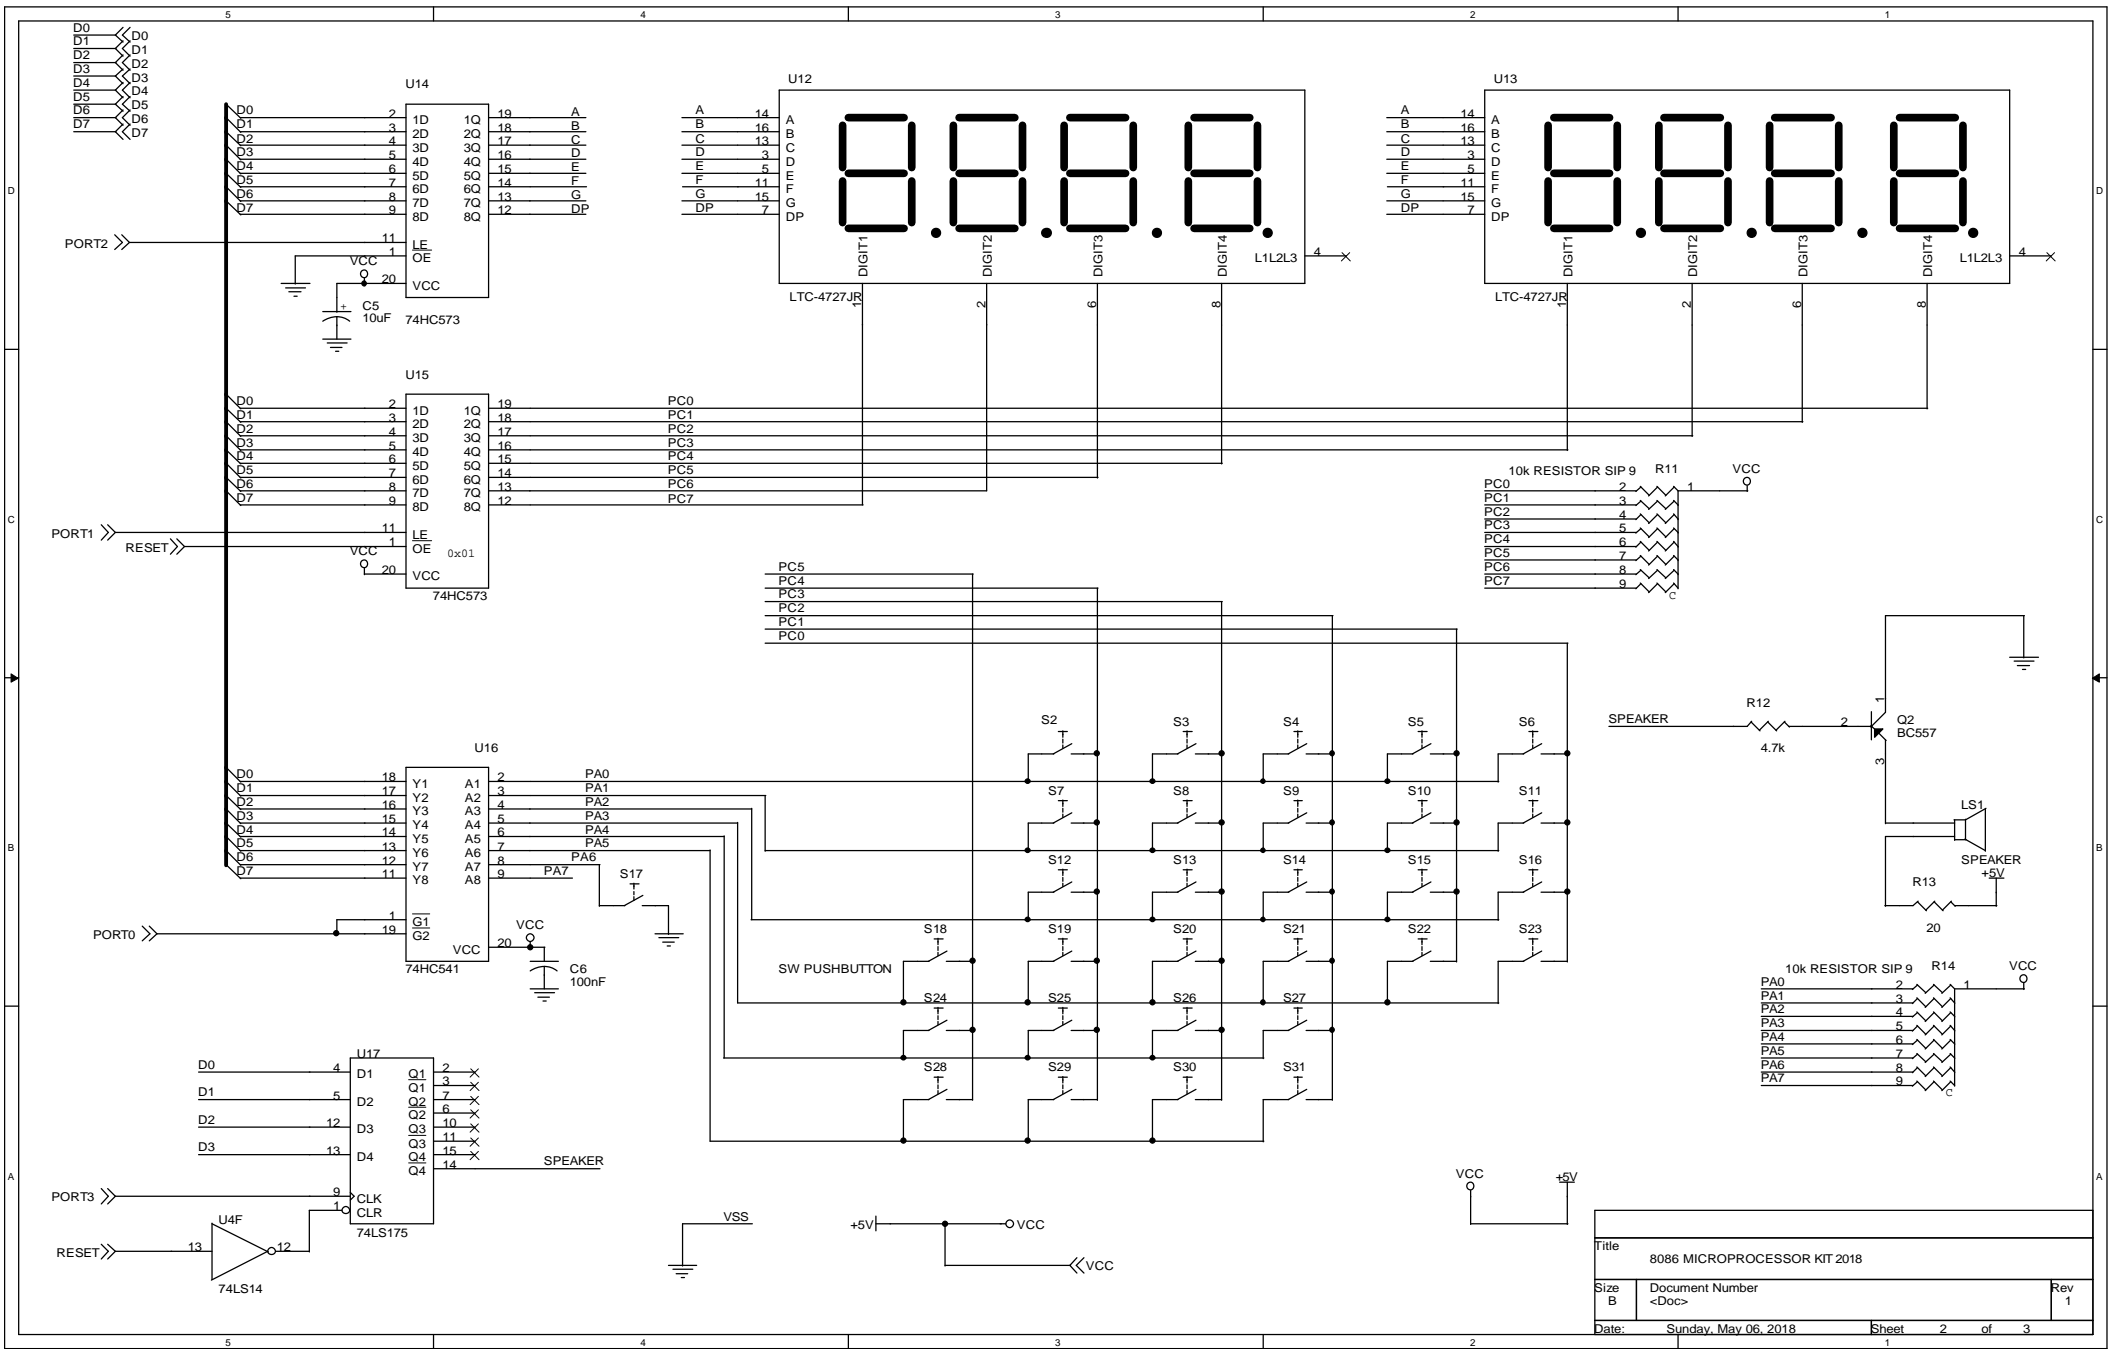 5 4 3 2 1
D0 D0
D1 D1
D2 D2
D3 D3
D4 D4
D5 D5
D6 D6
D7 D7
U14
D0 2 1D 1Q 19 A
D1 3 2D 2Q 18 B
D2 4 3D 3Q 17 C
D3 5 4D 4Q 16 D
D4 6 5D 5Q 15 E
D5 7 6D 6Q 14 F
D6 8 7D 7Q 13 G
D7 9 8D 8Q 12 DP
PORT2 11 LE
1 OE
VCC 20 VCC
C5
10uF
74HC573
U12
A 14 A
B 16 B
C 13 C
D 3 D
E 5 E
F 11 F
G 15 G
DP 7 DP
DIGIT1 DIGIT2 DIGIT3 DIGIT4
L1L2L3 4
LTC-4727JR
1 2 6 8
U13
A 14 A
B 16 B
C 13 C
D 3 D
E 5 E
F 11 F
G 15 G
DP 7 DP
DIGIT1 DIGIT2 DIGIT3 DIGIT4
L1L2L3 4
LTC-4727JR
1 2 6 8
U15
D0 2 1D 1Q 19 PC0
D1 3 2D 2Q 18 PC1
D2 4 3D 3Q 17 PC2
D3 5 4D 4Q 16 PC3
D4 6 5D 5Q 15 PC4
D5 7 6D 6Q 14 PC5
D6 8 7D 7Q 13 PC6
D7 9 8D 8Q 12 PC7
PORT1 11 LE
RESET 1 OE 0x01
VCC 20 VCC
74HC573
10k RESISTOR SIP 9 R11 VCC
PC0 2 1
PC1 3
PC2 4
PC3 5
PC4 6
PC5 7
PC6 8
PC7 9
C
PC5
PC4
PC3
PC2
PC1
PC0
U16
D0 18 Y1 A1 2 PA0
D1 17 Y2 A2 3 PA1
D2 16 Y3 A3 4 PA2
D3 15 Y4 A4 5 PA3
D4 14 Y5 A5 6 PA4
D5 13 Y6 A6 7 PA5
D6 12 Y7 A7 8 PA6
D7 11 Y8 A8 9 PA7
S17
PORT0 1 G1
19 G2
VCC 20 VCC
74HC541
C6
100nF
S2 S3 S4 S5 S6
S7 S8 S9 S10 S11
S12 S13 S14 S15 S16
S18 S19 S20 S21 S22 S23
SW PUSHBUTTON
S24 S25 S26 S27
S28 S29 S30 S31
SPEAKER R12 2 1 Q2
4.7k BC557
3
LS1
SPEAKER
+5V
R13
20
10k RESISTOR SIP 9 R14 VCC
PA0 2 1
PA1 3
PA2 4
PA3 5
PA4 6
PA5 7
PA6 8
PA7 9
C
U17
D0 4 D1 Q1 2
Q1 3
D1 5 D2 Q2 7
Q2 6
D2 12 D3 Q3 10
Q3 11
D3 13 D4 Q4 15
Q4 14 SPEAKER
PORT3 9 CLK
1 CLR
74LS175
U4F
RESET 13 12
74LS14
VSS
+5V VCC
VCC
VCC +5V
Title
8086 MICROPROCESSOR KIT 2018
Size Document Number Rev
B <Doc> 1
Date: Sunday, May 06, 2018 Sheet 2 of 3
D D
C C
B B
A A
5 4 3 2 1